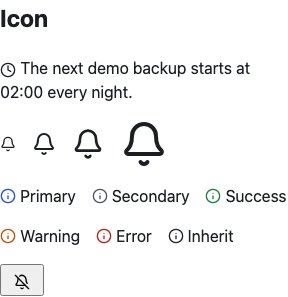 Icon
The next demo backup starts at
02:00 every night.
Primary Secondary Success
Warning Error Inherit